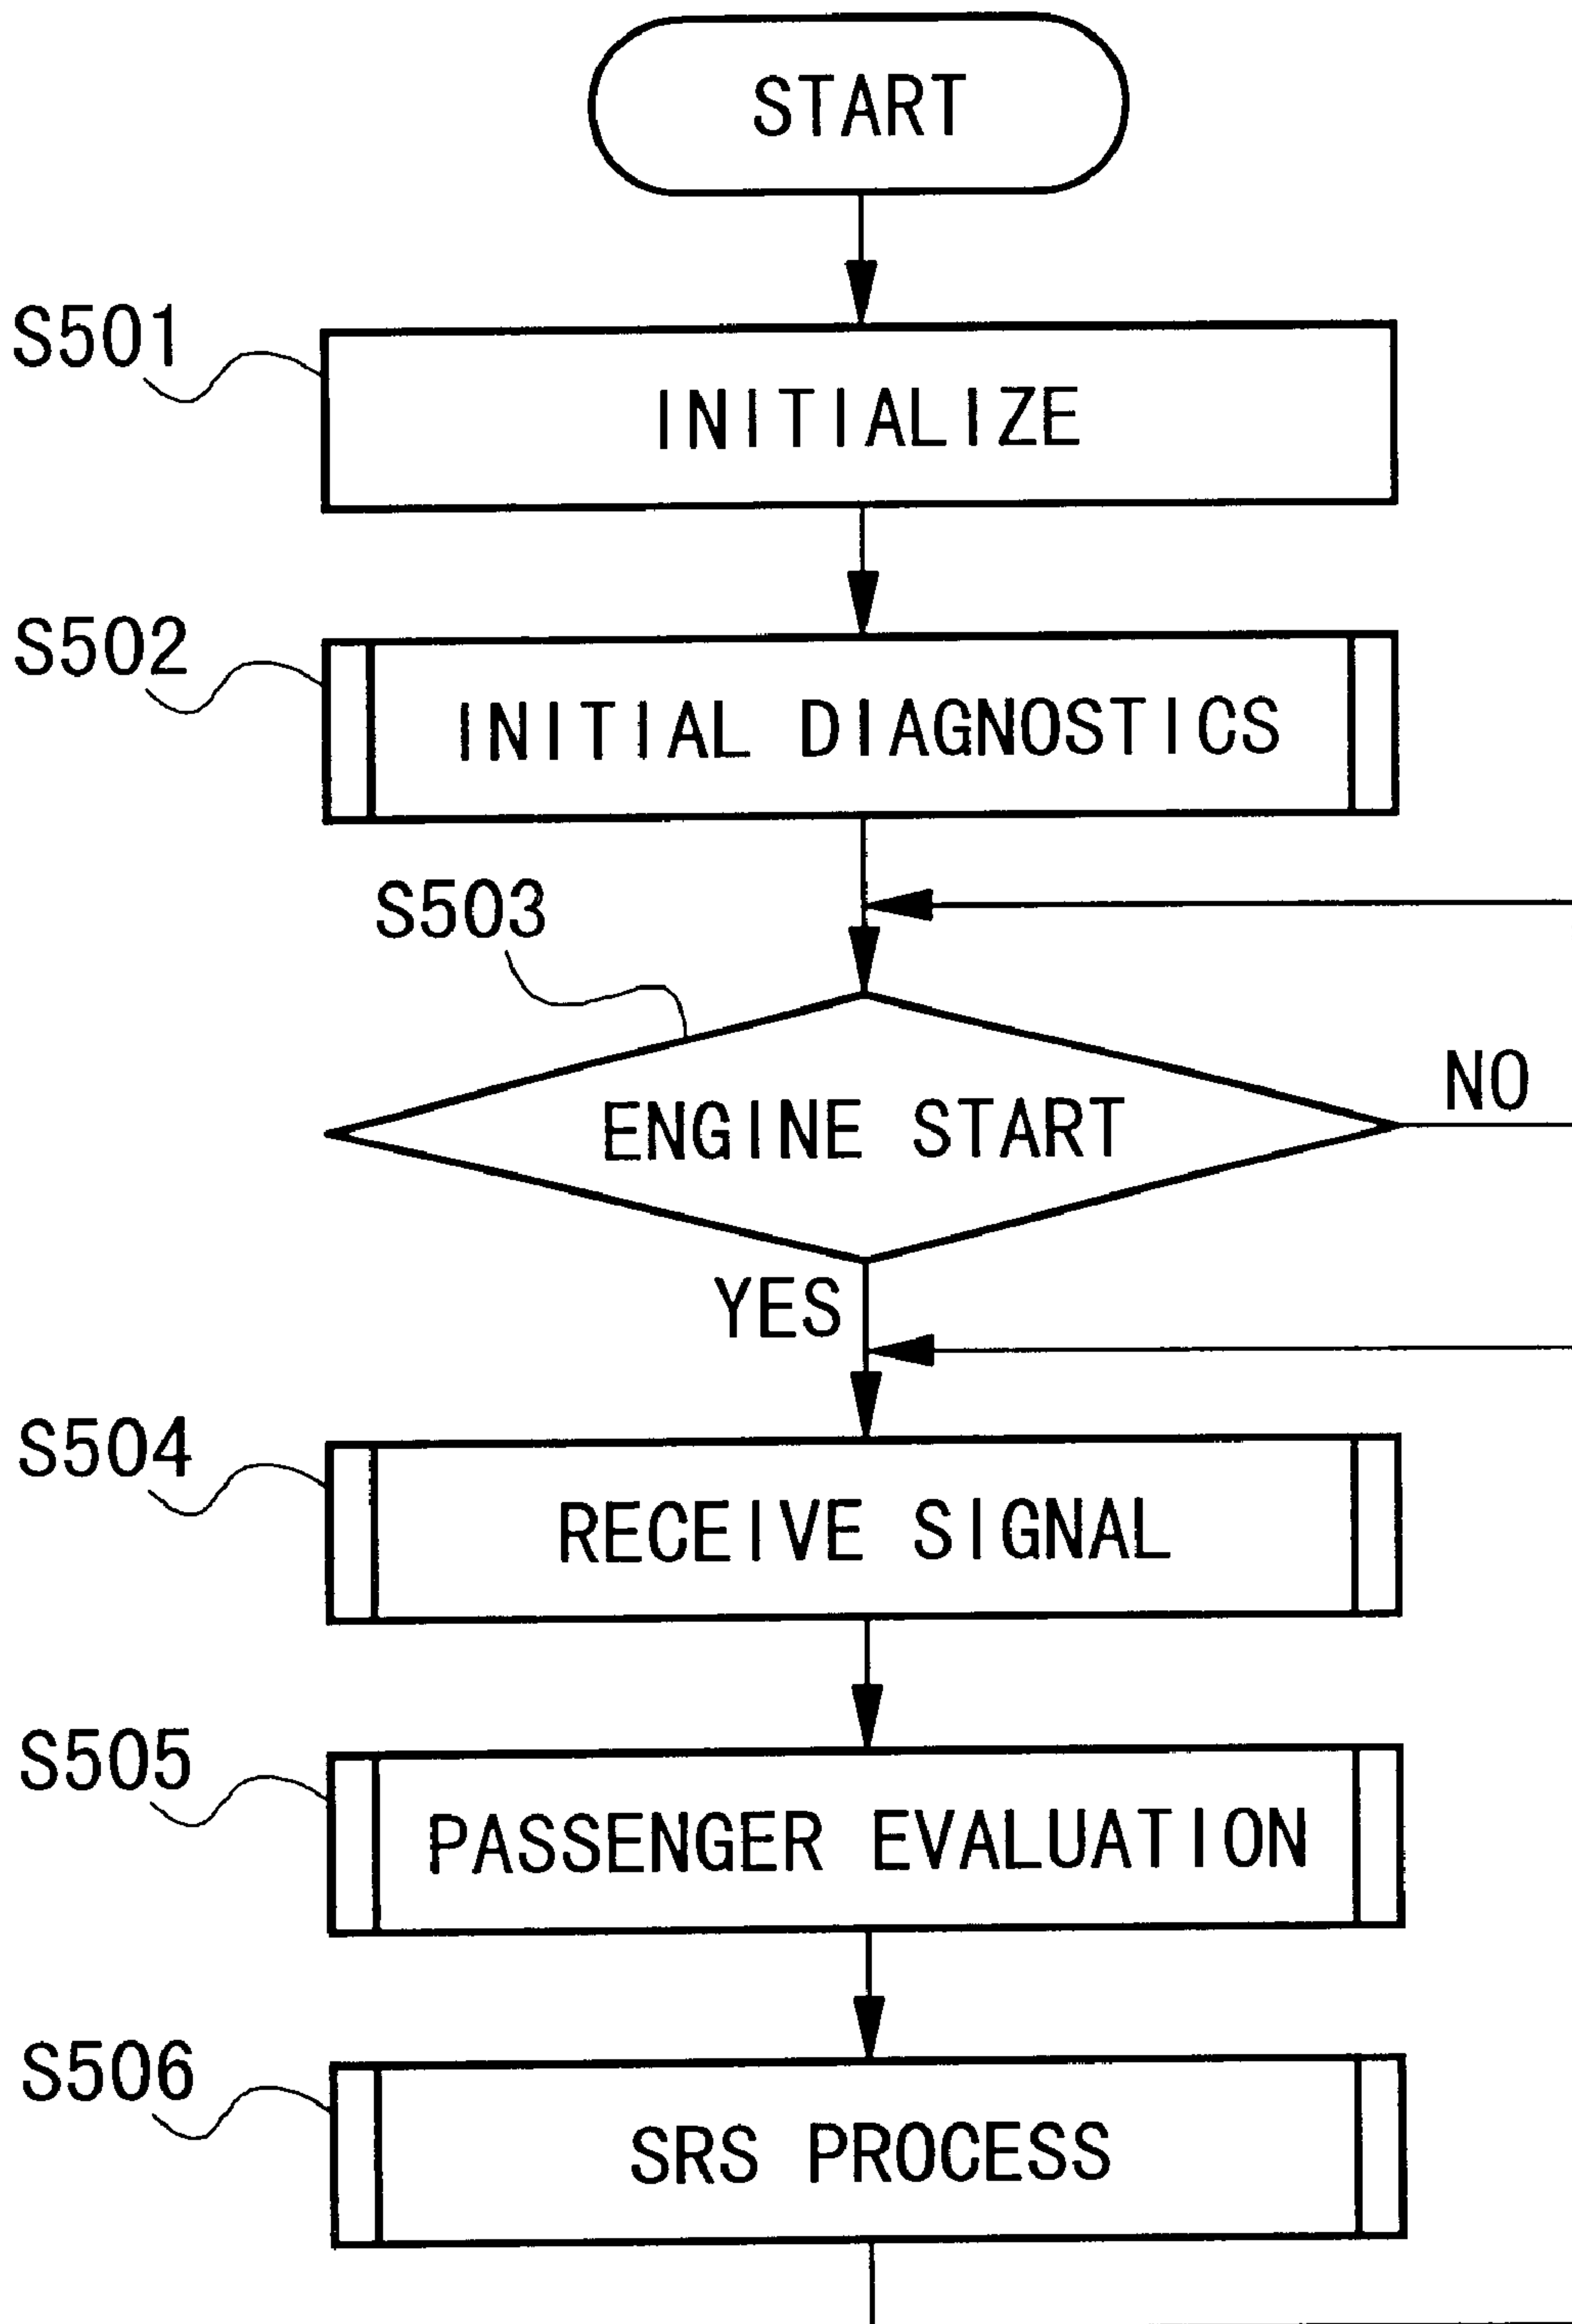 START
S501
INITIALIZE
S502
INITIAL DIAGNOSTICS
S503
ENGINE START
NO
YES
S504
RECEIVE SIGNAL
S505
PASSENGER EVALUATION
S506
SRS PROCESS